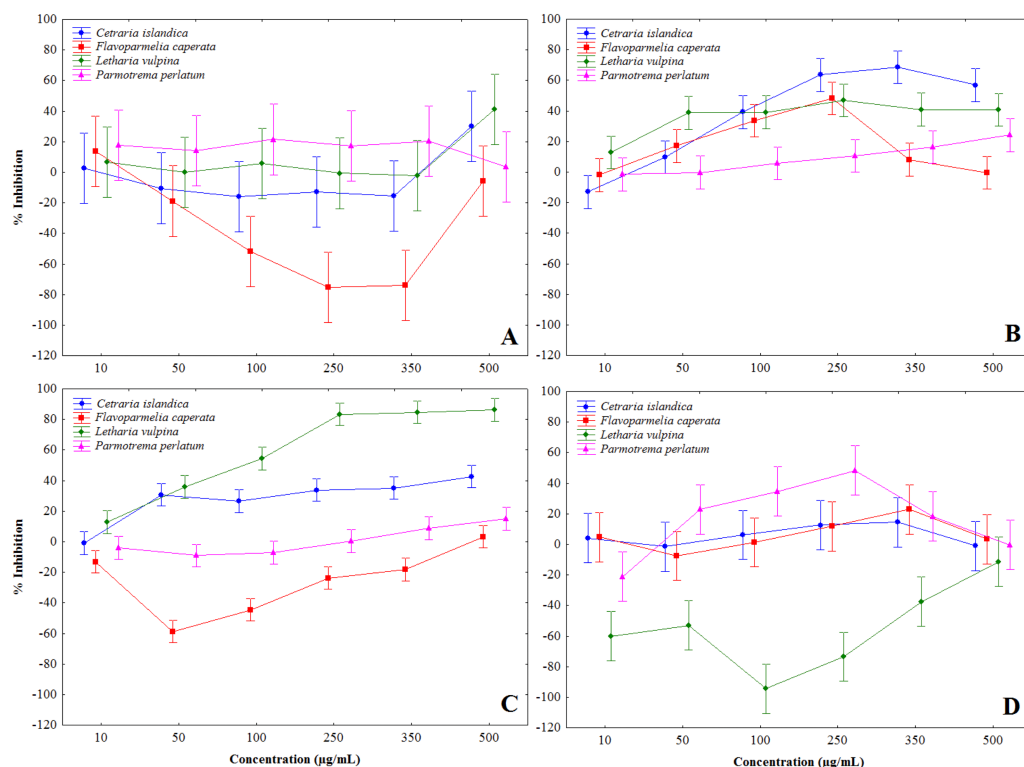 100
80
60
40
20
0
-20
-40
-60
-80
-100
-120
% Inhibition
Cetraria islandica
Flavoparmelia caperata
Letharia vulpina
Parmotrema perlatum
A
10 50 100 250 350 500
100
80
60
40
20
0
-20
-40
-60
-80
-100
-120
Cetraria islandica
Flavoparmelia caperata
Letharia vulpina
Parmotrema perlatum
B
10 50 100 250 350 500
100
80
60
40
20
0
-20
-40
-60
-80
-100
-120
% Inhibition
Cetraria islandica
Flavoparmelia caperata
Letharia vulpina
Parmotrema perlatum
C
10 50 100 250 350 500
Concentration (µg/mL)
100
80
60
40
20
0
-20
-40
-60
-80
-100
-120
Cetraria islandica
Flavoparmelia caperata
Letharia vulpina
Parmotrema perlatum
D
10 50 100 250 350 500
Concentration (µg/mL)